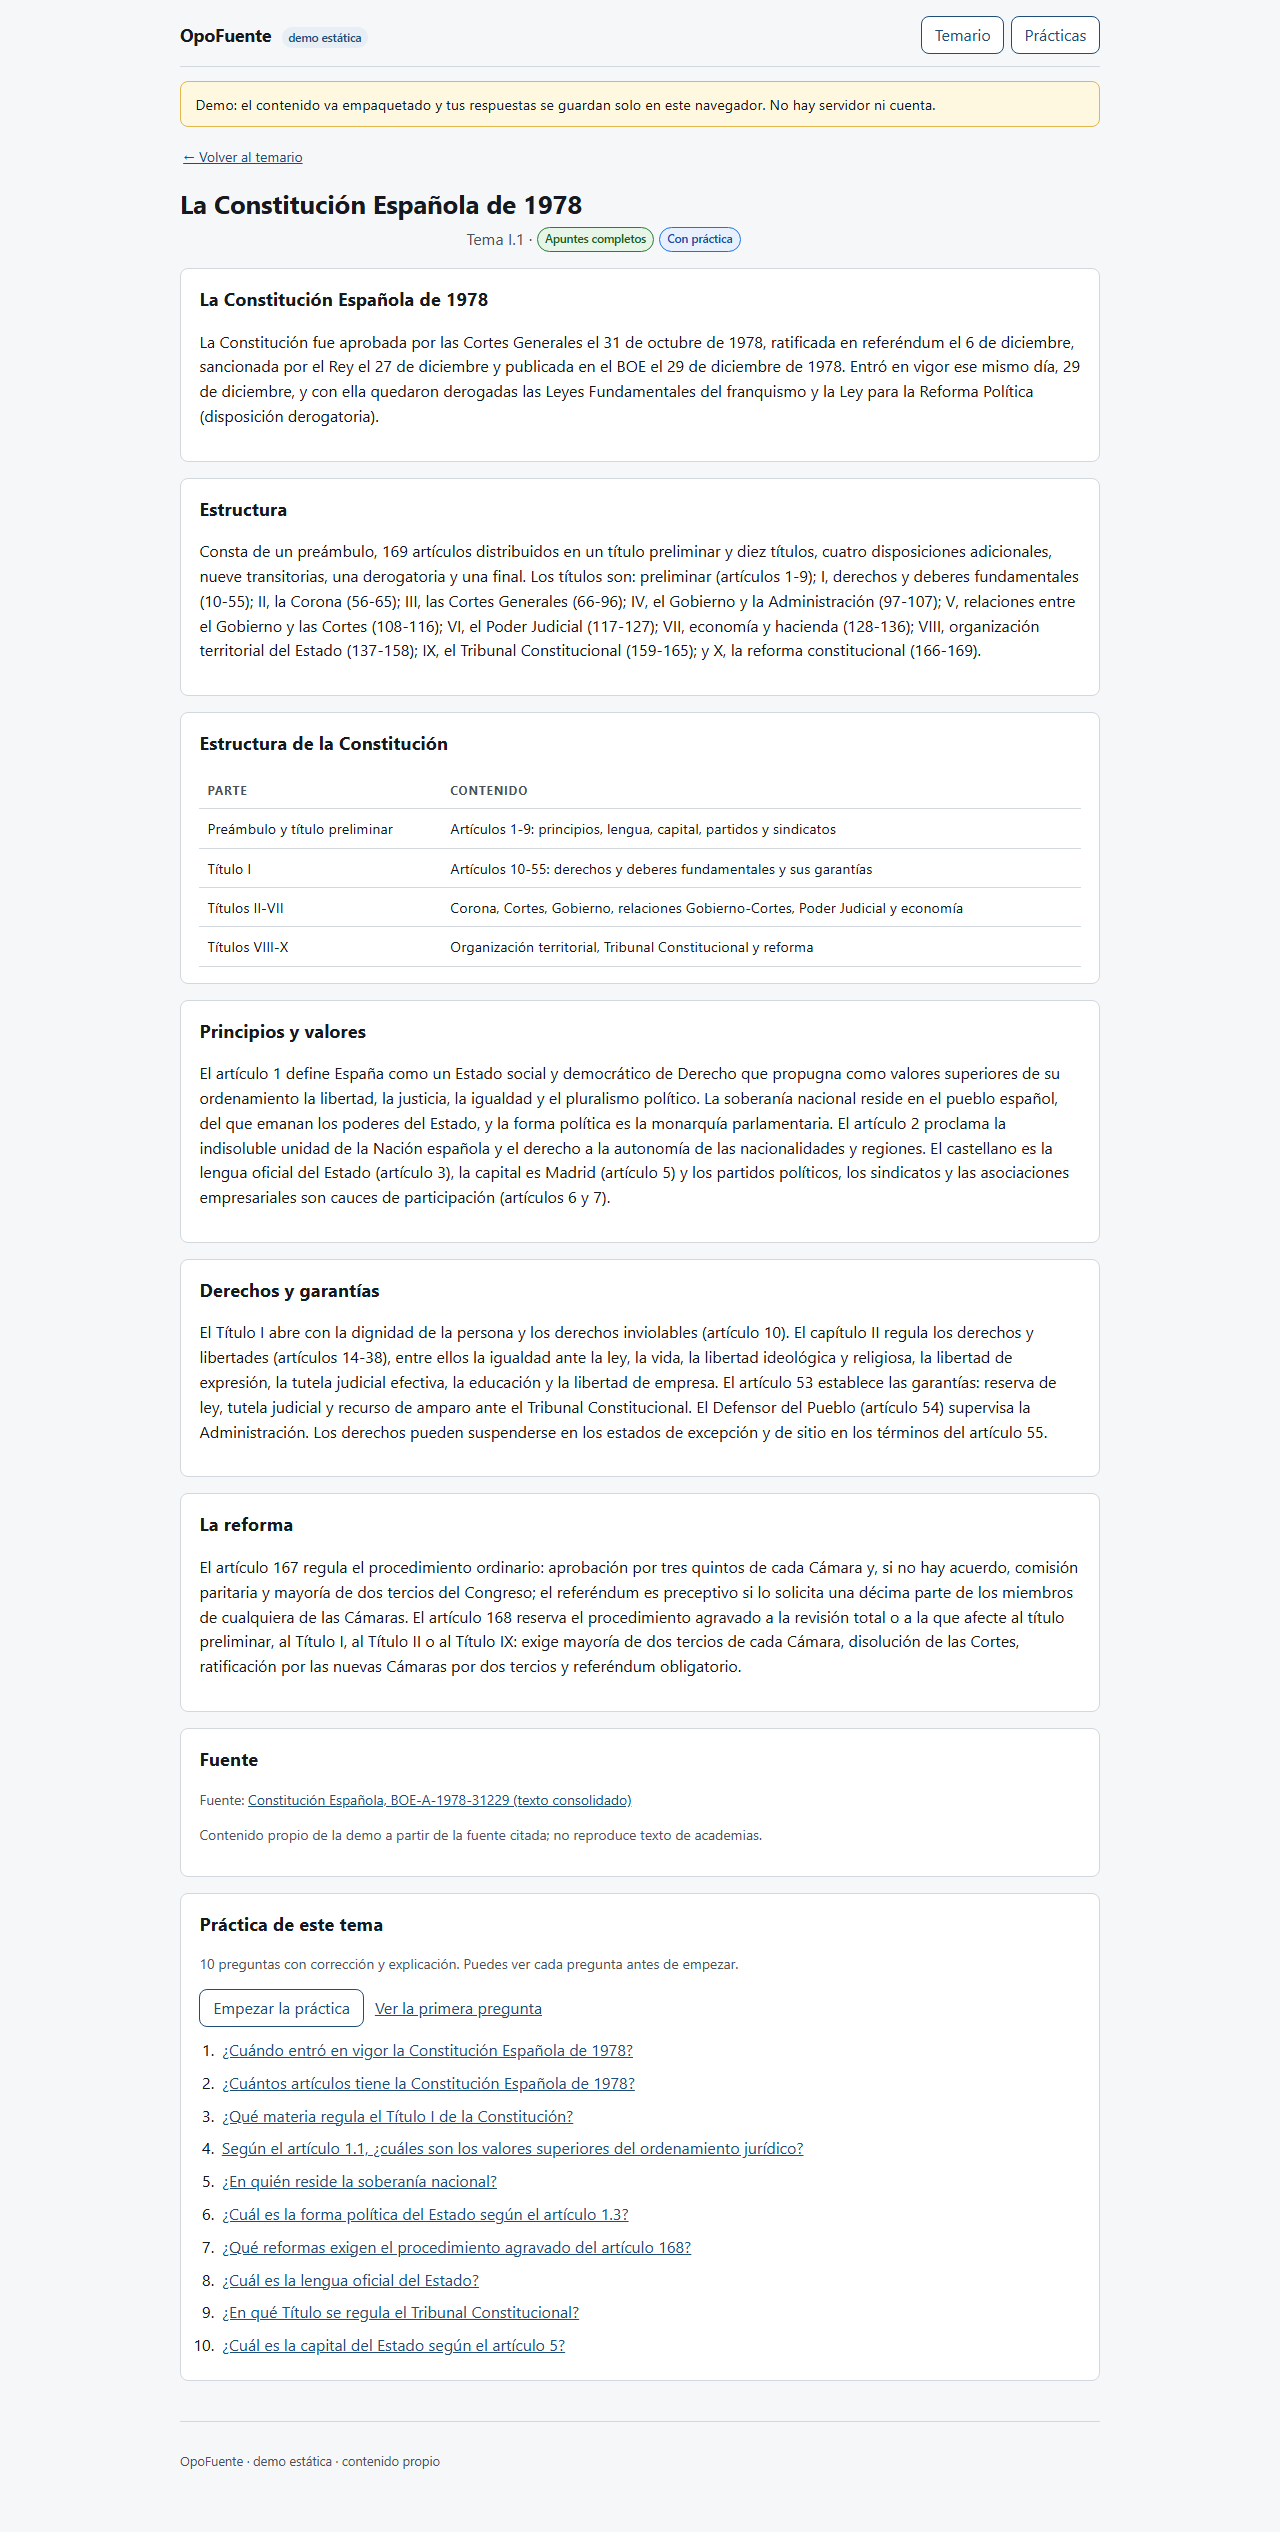 OpoFuente demo estática Temario Prácticas
Demo: el contenido va empaquetado y tus respuestas se guardan solo en este navegador. No hay servidor ni cuenta.
← Volver al temario
La Constitución Española de 1978
Tema I.1 · Apuntes completos Con práctica
La Constitución Española de 1978
La Constitución fue aprobada por las Cortes Generales el 31 de octubre de 1978, ratificada en referéndum el 6 de diciembre,
sancionada por el Rey el 27 de diciembre y publicada en el BOE el 29 de diciembre de 1978. Entró en vigor ese mismo día, 29
de diciembre, y con ella quedaron derogadas las Leyes Fundamentales del franquismo y la Ley para la Reforma Política
(disposición derogatoria).
Estructura
Consta de un preámbulo, 169 artículos distribuidos en un título preliminar y diez títulos, cuatro disposiciones adicionales,
nueve transitorias, una derogatoria y una final. Los títulos son: preliminar (artículos 1-9); I, derechos y deberes fundamentales
(10-55); II, la Corona (56-65); III, las Cortes Generales (66-96); IV, el Gobierno y la Administración (97-107); V, relaciones entre
el Gobierno y las Cortes (108-116); VI, el Poder Judicial (117-127); VII, economía y hacienda (128-136); VIII, organización
territorial del Estado (137-158); IX, el Tribunal Constitucional (159-165); y X, la reforma constitucional (166-169).
Estructura de la Constitución
PARTE CONTENIDO
Preámbulo y título preliminar Artículos 1-9: principios, lengua, capital, partidos y sindicatos
Título I Artículos 10-55: derechos y deberes fundamentales y sus garantías
Títulos II-VII Corona, Cortes, Gobierno, relaciones Gobierno-Cortes, Poder Judicial y economía
Títulos VIII-X Organización territorial, Tribunal Constitucional y reforma
Principios y valores
El artículo 1 define España como un Estado social y democrático de Derecho que propugna como valores superiores de su
ordenamiento la libertad, la justicia, la igualdad y el pluralismo político. La soberanía nacional reside en el pueblo español,
del que emanan los poderes del Estado, y la forma política es la monarquía parlamentaria. El artículo 2 proclama la
indisoluble unidad de la Nación española y el derecho a la autonomía de las nacionalidades y regiones. El castellano es la
lengua oficial del Estado (artículo 3), la capital es Madrid (artículo 5) y los partidos políticos, los sindicatos y las asociaciones
empresariales son cauces de participación (artículos 6 y 7).
Derechos y garantías
El Título I abre con la dignidad de la persona y los derechos inviolables (artículo 10). El capítulo II regula los derechos y
libertades (artículos 14-38), entre ellos la igualdad ante la ley, la vida, la libertad ideológica y religiosa, la libertad de
expresión, la tutela judicial efectiva, la educación y la libertad de empresa. El artículo 53 establece las garantías: reserva de
ley, tutela judicial y recurso de amparo ante el Tribunal Constitucional. El Defensor del Pueblo (artículo 54) supervisa la
Administración. Los derechos pueden suspenderse en los estados de excepción y de sitio en los términos del artículo 55.
La reforma
El artículo 167 regula el procedimiento ordinario: aprobación por tres quintos de cada Cámara y, si no hay acuerdo, comisión
paritaria y mayoría de dos tercios del Congreso; el referéndum es preceptivo si lo solicita una décima parte de los miembros
de cualquiera de las Cámaras. El artículo 168 reserva el procedimiento agravado a la revisión total o a la que afecte al título
preliminar, al Título I, al Título II o al Título IX: exige mayoría de dos tercios de cada Cámara, disolución de las Cortes,
ratificación por las nuevas Cámaras por dos tercios y referéndum obligatorio.
Fuente
Fuente: Constitución Española, BOE-A-1978-31229 (texto consolidado)
Contenido propio de la demo a partir de la fuente citada; no reproduce texto de academias.
Práctica de este tema
10 preguntas con corrección y explicación. Puedes ver cada pregunta antes de empezar.
Empezar la práctica Ver la primera pregunta
1. ¿Cuándo entró en vigor la Constitución Española de 1978?
2. ¿Cuántos artículos tiene la Constitución Española de 1978?
3. ¿Qué materia regula el Título I de la Constitución?
4. Según el artículo 1.1, ¿cuáles son los valores superiores del ordenamiento jurídico?
5. ¿En quién reside la soberanía nacional?
6. ¿Cuál es la forma política del Estado según el artículo 1.3?
7. ¿Qué reformas exigen el procedimiento agravado del artículo 168?
8. ¿Cuál es la lengua oficial del Estado?
9. ¿En qué Título se regula el Tribunal Constitucional?
10. ¿Cuál es la capital del Estado según el artículo 5?
OpoFuente · demo estática · contenido propio